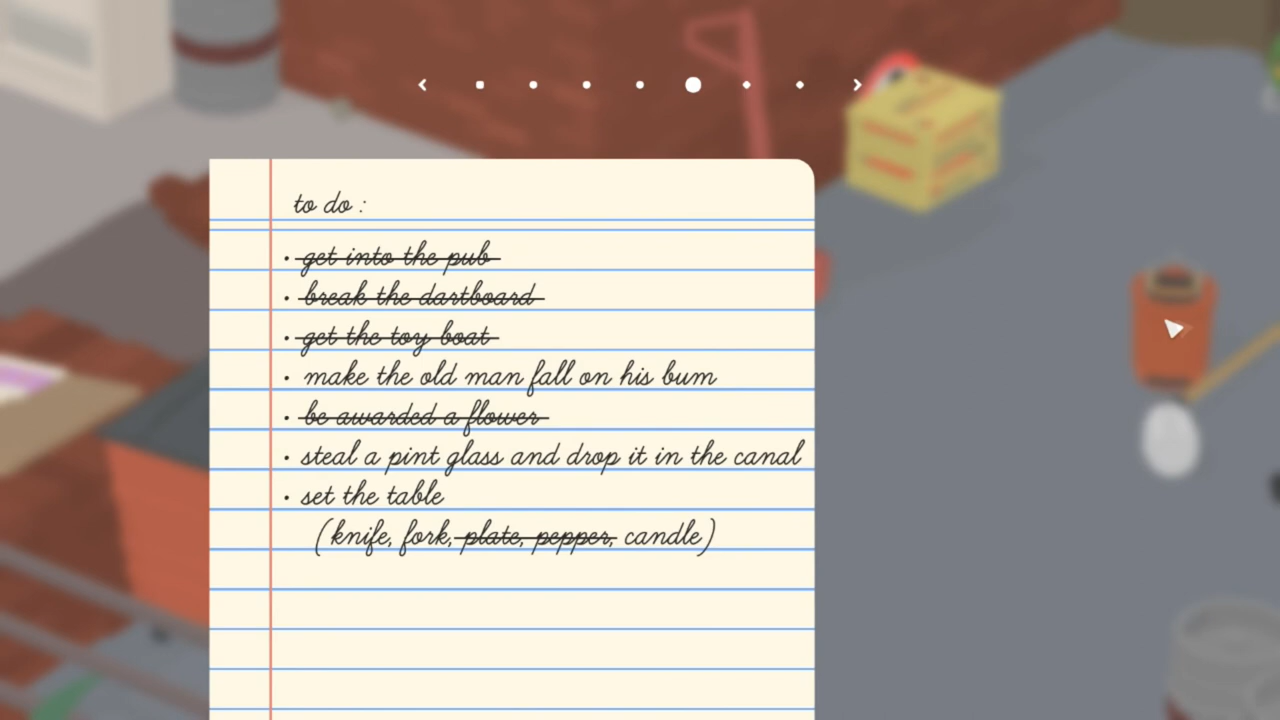 to do :
• get into the pub
• break the dartboard
• get the toy boat
• make the old man fall on his bum
• be awarded a flower
• steal a pint glass and drop it in the canal
• set the table
(knife, fork, plate, pepper, candle)